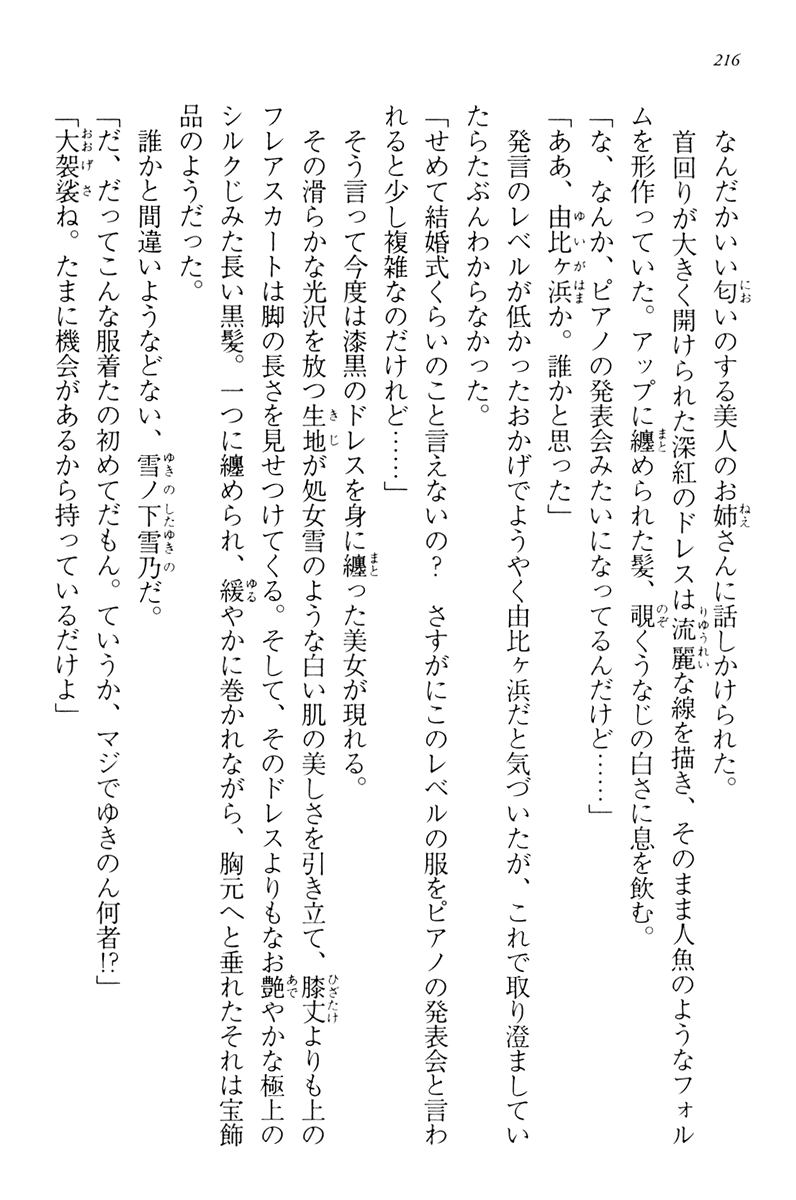 216
なんだかいい匂いのする美人のお姉さんに話しかけられた。
首回りが大きく開けられた深紅のドレスは流麗な線を描き、そのまま人魚のようなフォル
ムを形作っていた。アップに纏められた髪、覗くうなじの白さに息を飲む。
「な、なんか、ピアノの発表会みたいになってるんだけど……」
「ああ、由比ヶ浜か。誰かと思った」
発言のレベルが低かったおかげでようやく由比ヶ浜だと気づいたが、これで取り澄ましてい
たらたぶんわからなかった。
「せめて結婚式くらいのこと言えないの？　さすがにこのレベルの服をピアノの発表会と言わ
れると少し複雑なのだけれど……」
そう言って今度は漆黒のドレスを身に纏った美女が現れる。
その滑らかな光沢を放つ生地が処女雪のような白い肌の美しさを引き立て、膝丈よりも上の
フレアスカートは脚の長さを見せつけてくる。そして、そのドレスよりもなお艶やかな極上の
シルクじみた長い黒髪。一つに纏められ、緩やかに巻かれながら、胸元へと垂れたそれは宝飾
品のようだった。
誰かと間違いようなどない、雪ノ下雪乃だ。
「だ、だってこんな服着たの初めてだもん。ていうか、マジでゆきのん何者!?」
「大袈裟ね。たまに機会があるから持っているだけよ」